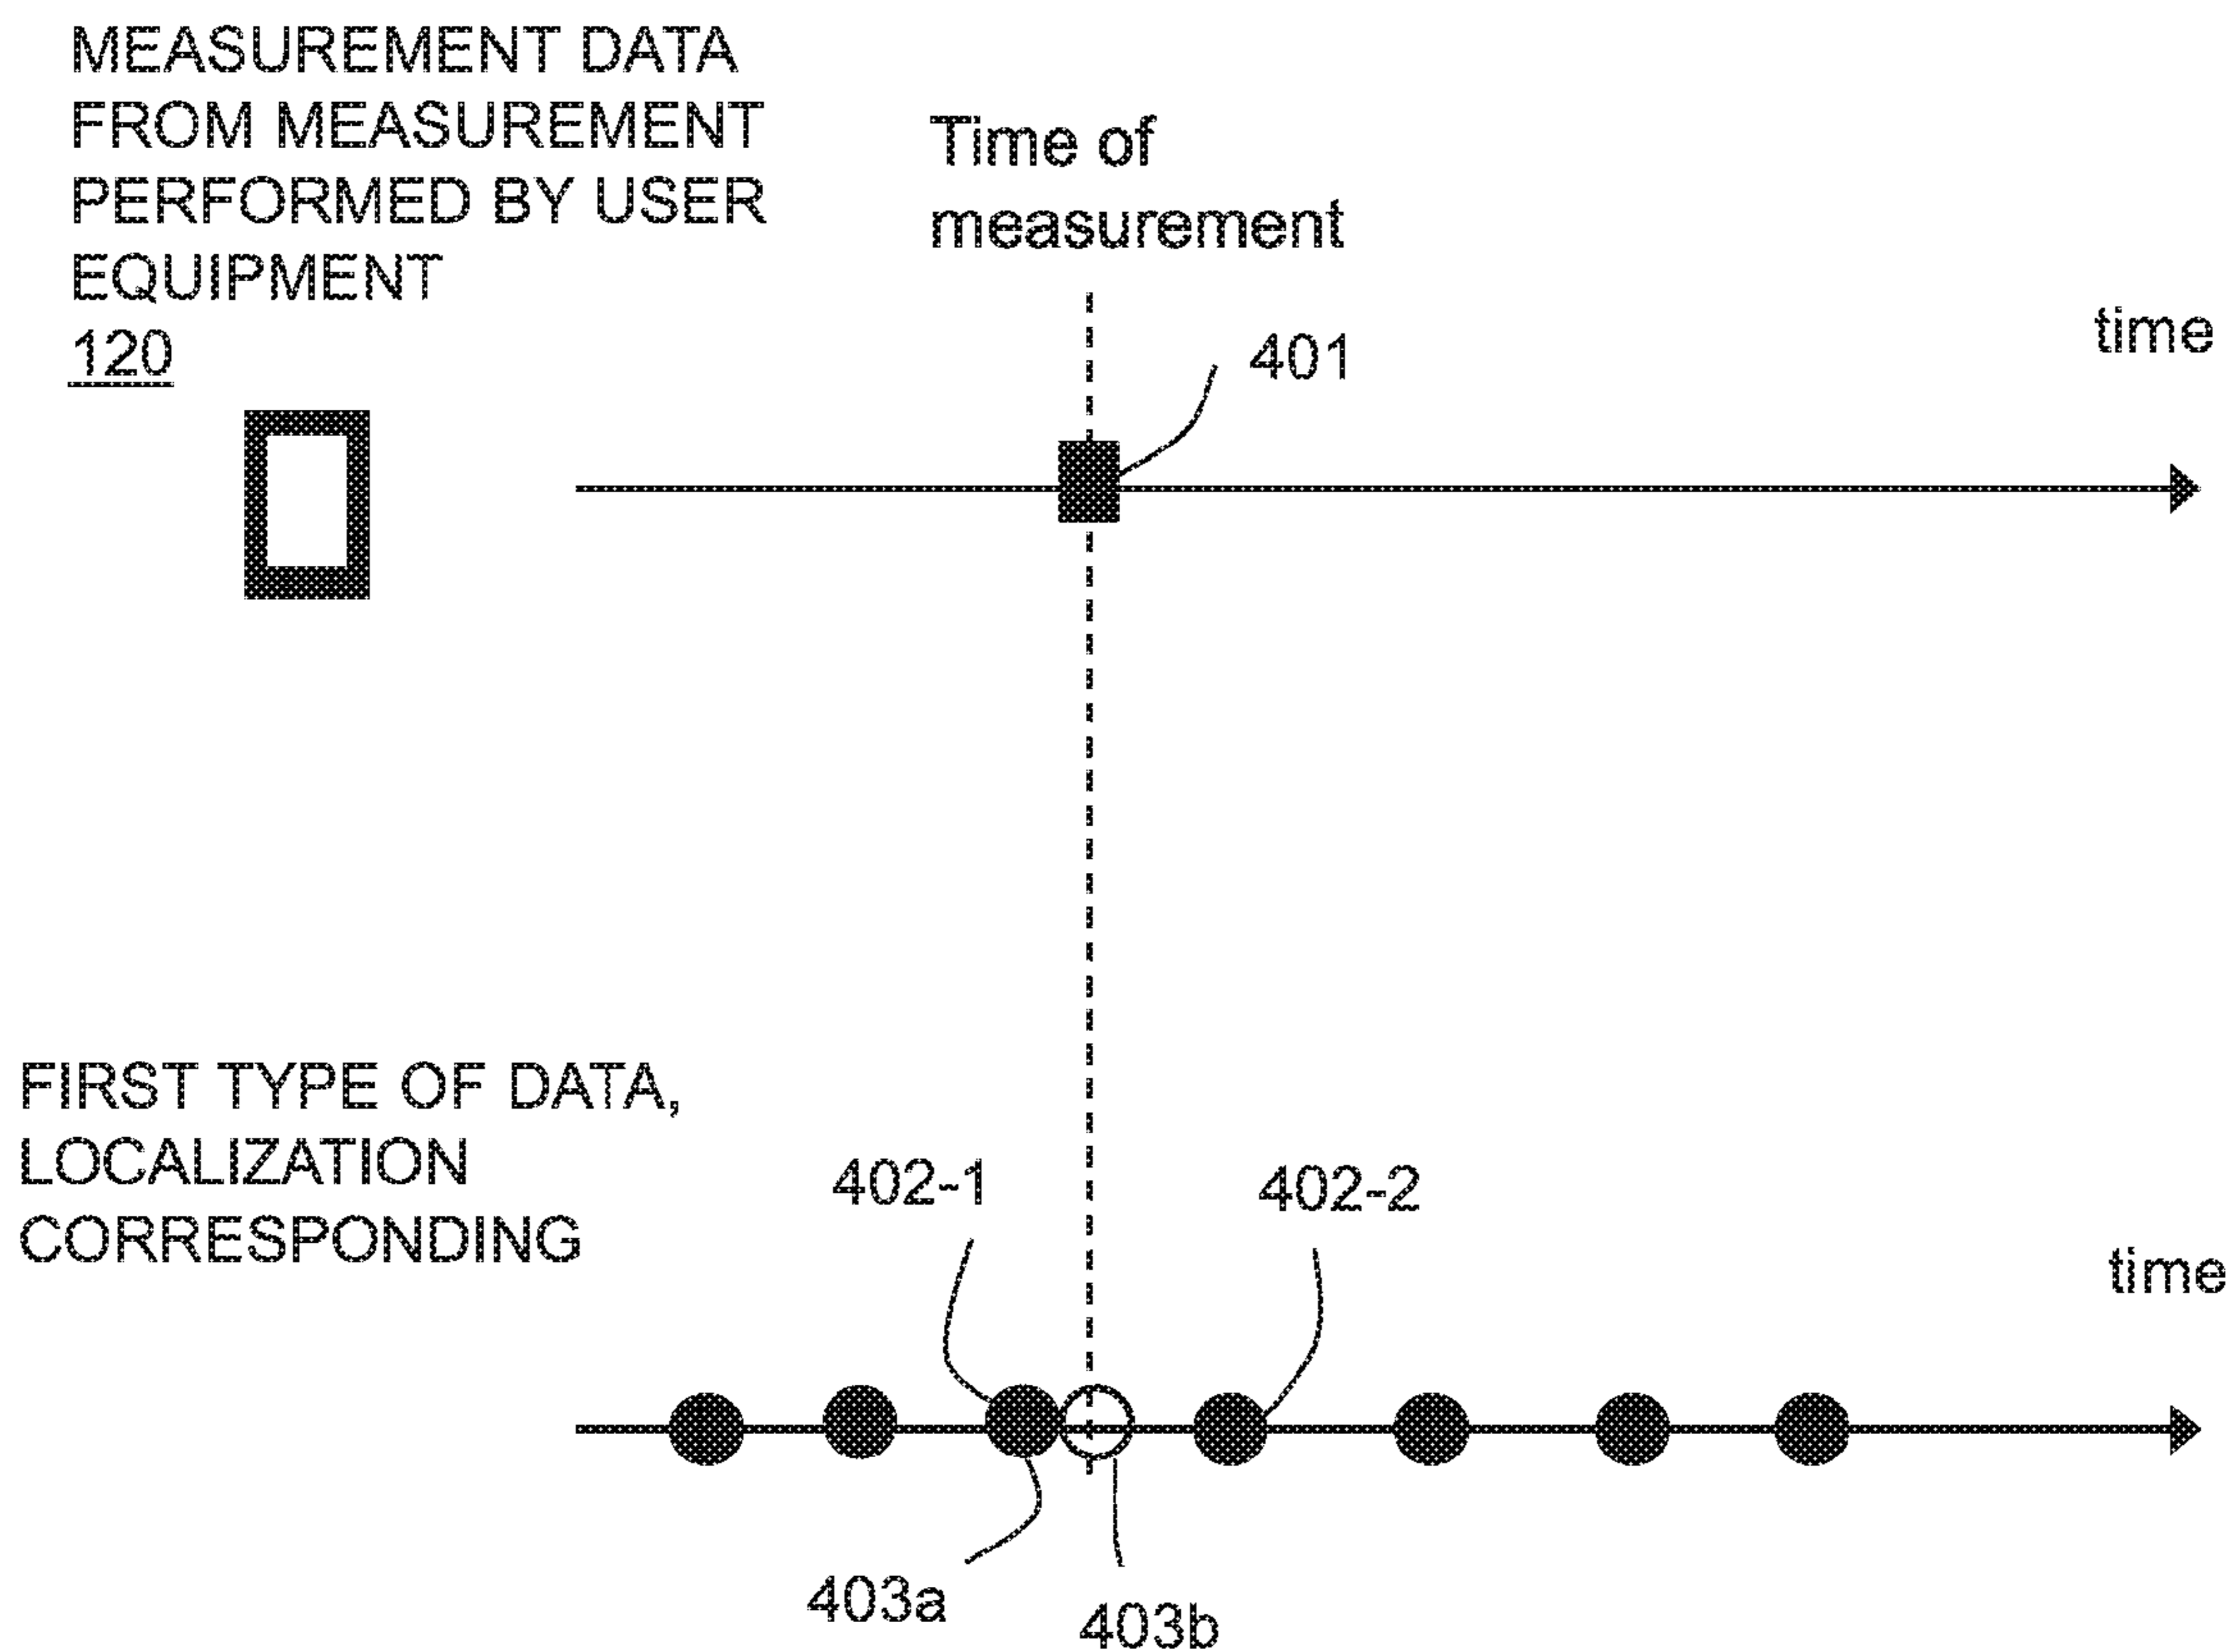 MEASUREMENT DATA
FROM MEASUREMENT
PERFORMED BY USER
EQUIPMENT
120
Time of
measurement
time
401
FIRST TYPE OF DATA,
LOCALIZATION
CORRESPONDING
402-1
402-2
time
403a
403b